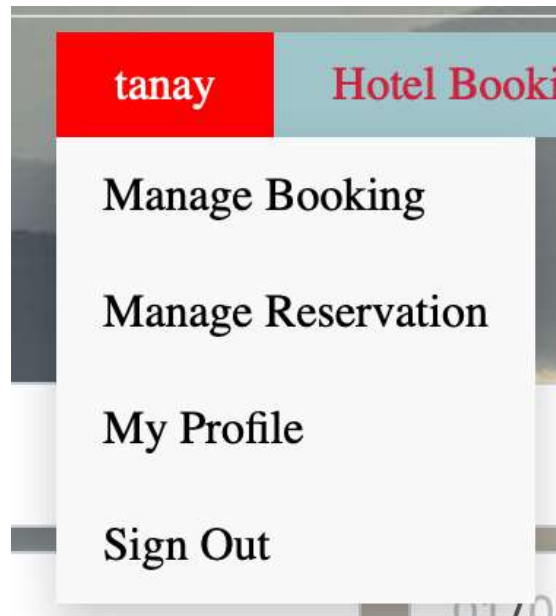 tanay Hotel Booki
Manage Booking
Manage Reservation
My Profile
Sign Out